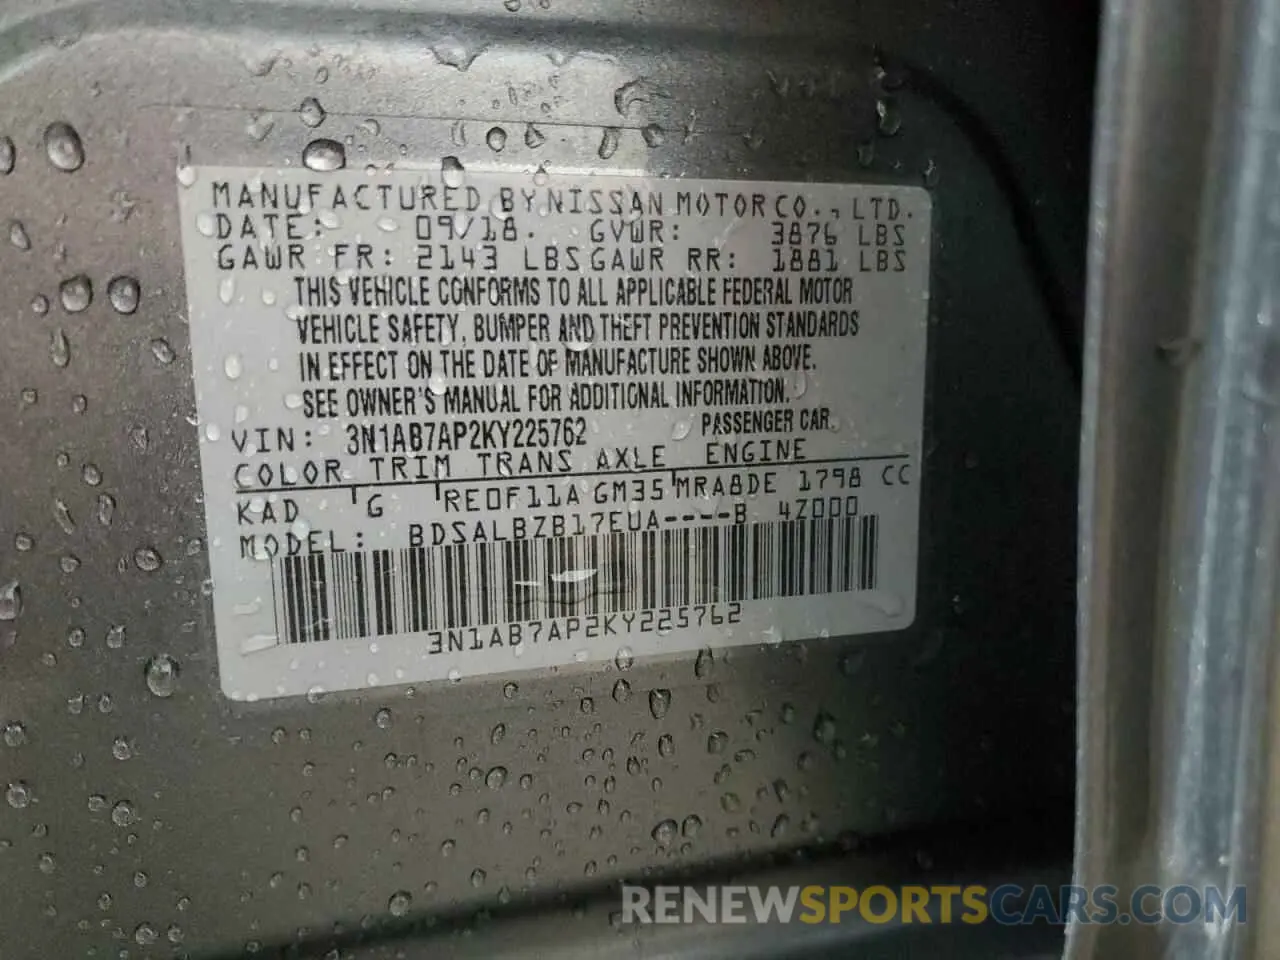 MANUFACTURED BY NISSAN MOTOR CO., LTD.
DATE: 09/18. GVWR: 3876 LBS
GAWR FR: 2143 LBS GAWR RR: 1881 LBS
THIS VEHICLE CONFORMS TO ALL APPLICABLE FEDERAL MOTOR
VEHICLE SAFETY, BUMPER AND THEFT PREVENTION STANDARDS
IN EFFECT ON THE DATE OF MANUFACTURE SHOWN ABOVE.
SEE OWNER'S MANUAL FOR ADDITIONAL INFORMATION.
VIN: 3N1AB7AP2KY225762 PASSENGER CAR
COLOR TRIM TRANS AXLE ENGINE
KAD G RE0F11A GM35 MRA8DE 1798 CC
MODEL: BDSALBZB17EUA----B 4Z000
3N1AB7AP2KY225762
RENEWSPORTSCARS.COM